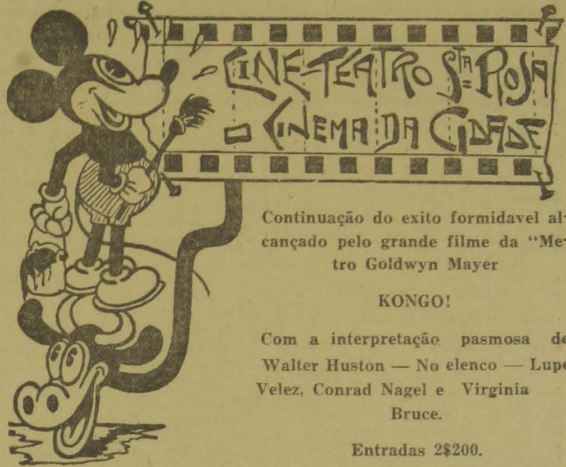 CINE-TEATRO STA ROSA
O CINEMA DA CIDADE
Continuação do exito formidavel al-
cançado pelo grande filme da "Me-
tro Goldwyn Mayer
KONGO!
Com a interpretação pasmosa de
Walter Huston — No elenco — Lupe
Velez, Conrad Nagel e Virginia
Bruce.
Entradas 2$200.